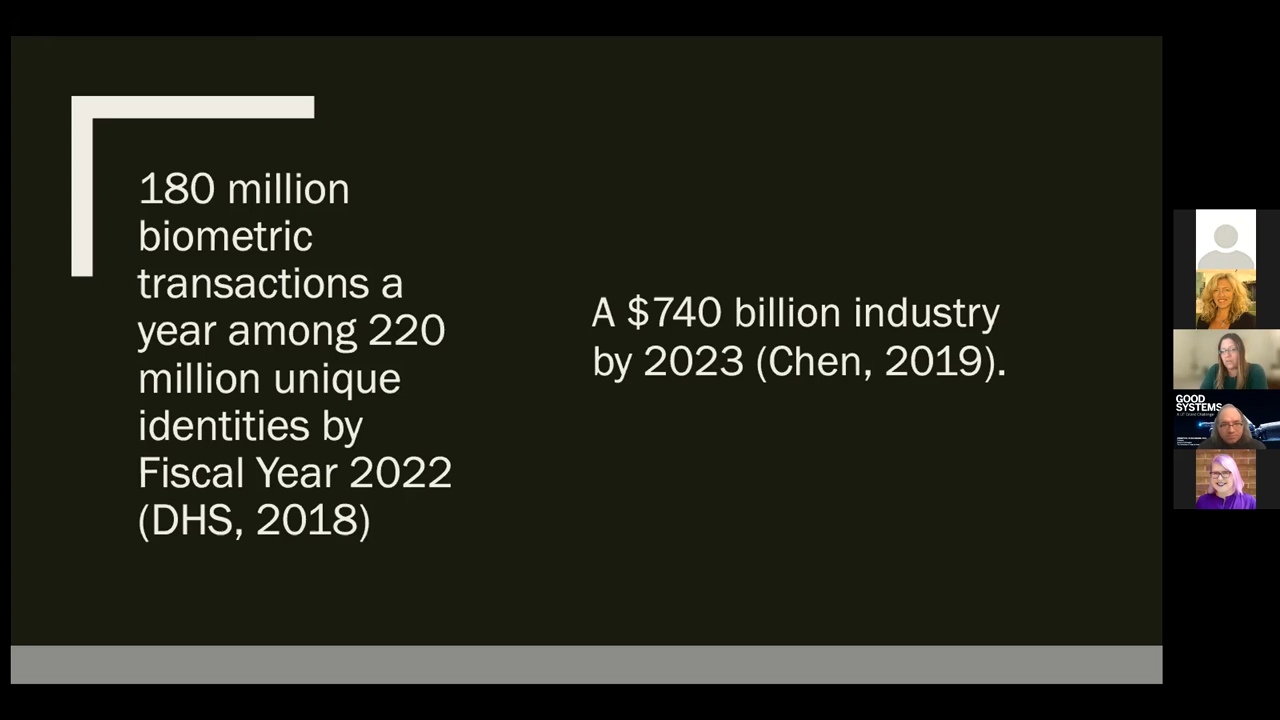 180 million
biometric
transactions a
year among 220
million unique
identities by
Fiscal Year 2022
(DHS, 2018)
A $740 billion industry
by 2023 (Chen, 2019).
GOOD
SYSTEMS